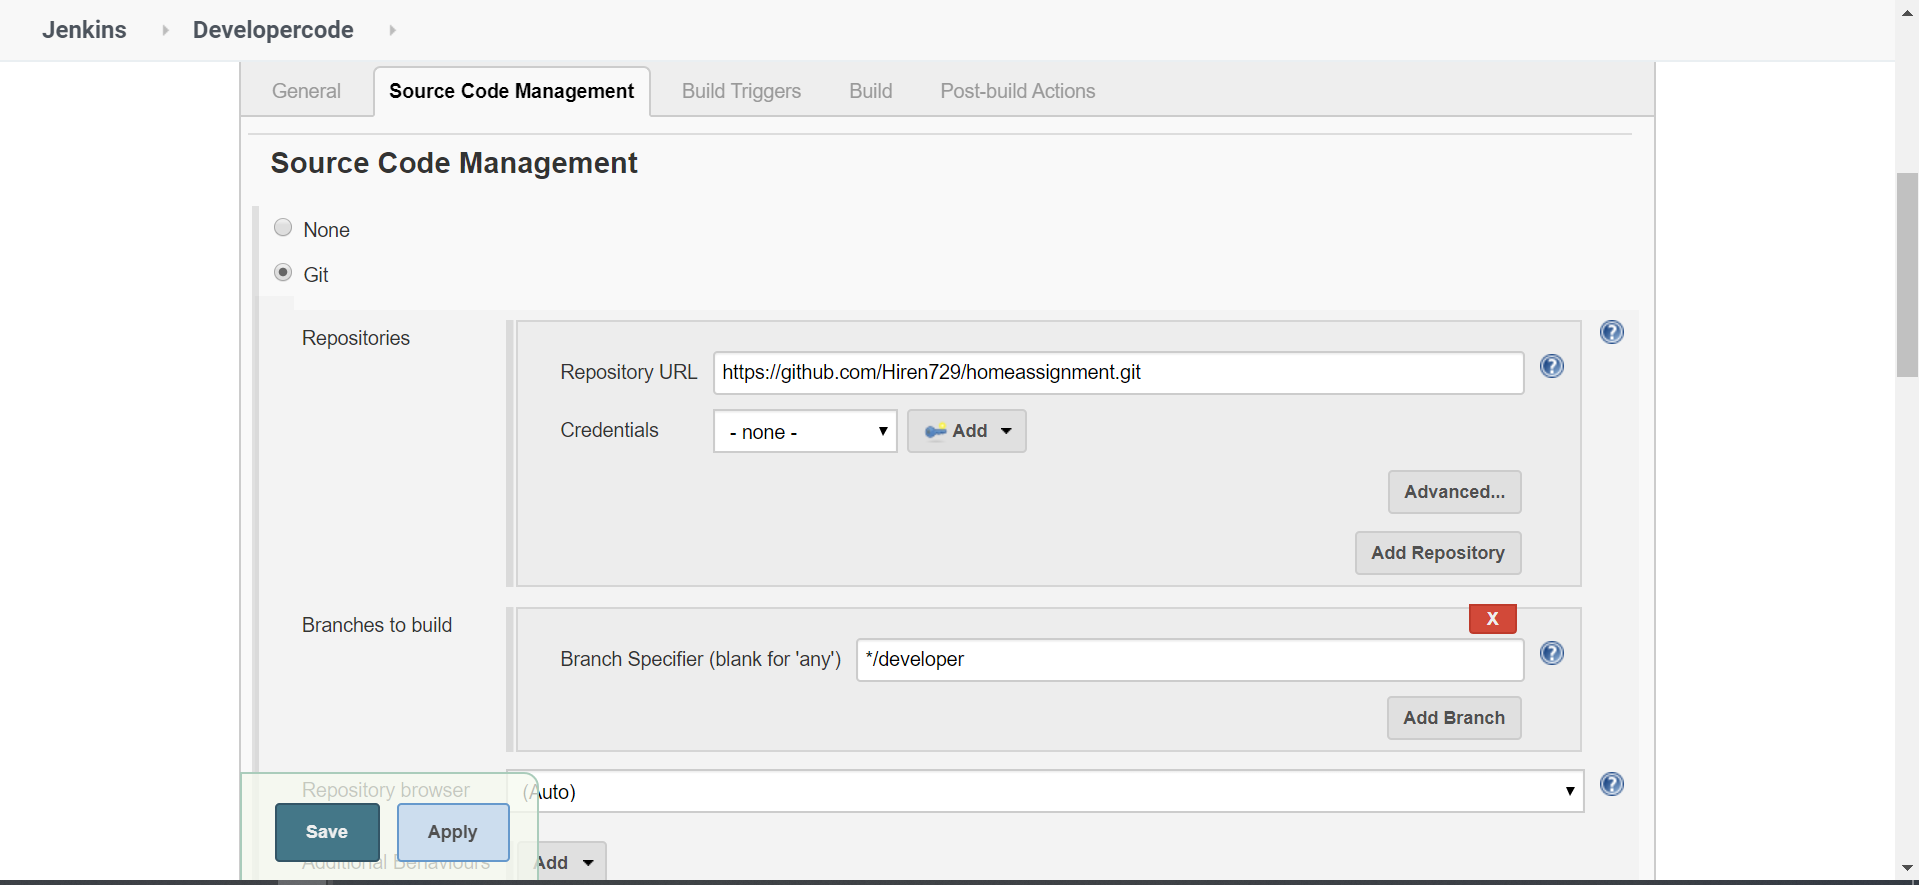 Jenkins Developercode
General Source Code Management Build Triggers Build Post-build Actions
Source Code Management
None
Git
Repositories
Repository URL https://github.com/Hiren729/homeassignment.git
Credentials - none - Add
Advanced...
Add Repository
Branches to build
X
Branch Specifier (blank for 'any') */developer
Add Branch
Repository browser (Auto)
Save Apply
Additional Behaviours Add